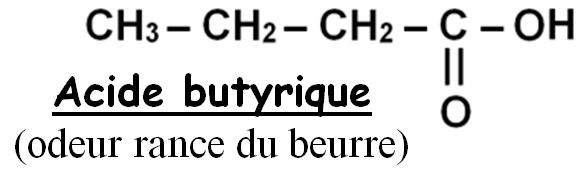 CH3 – CH2 – CH2 – C – OH
||
O
Acide butyrique
(odeur rance du beurre)